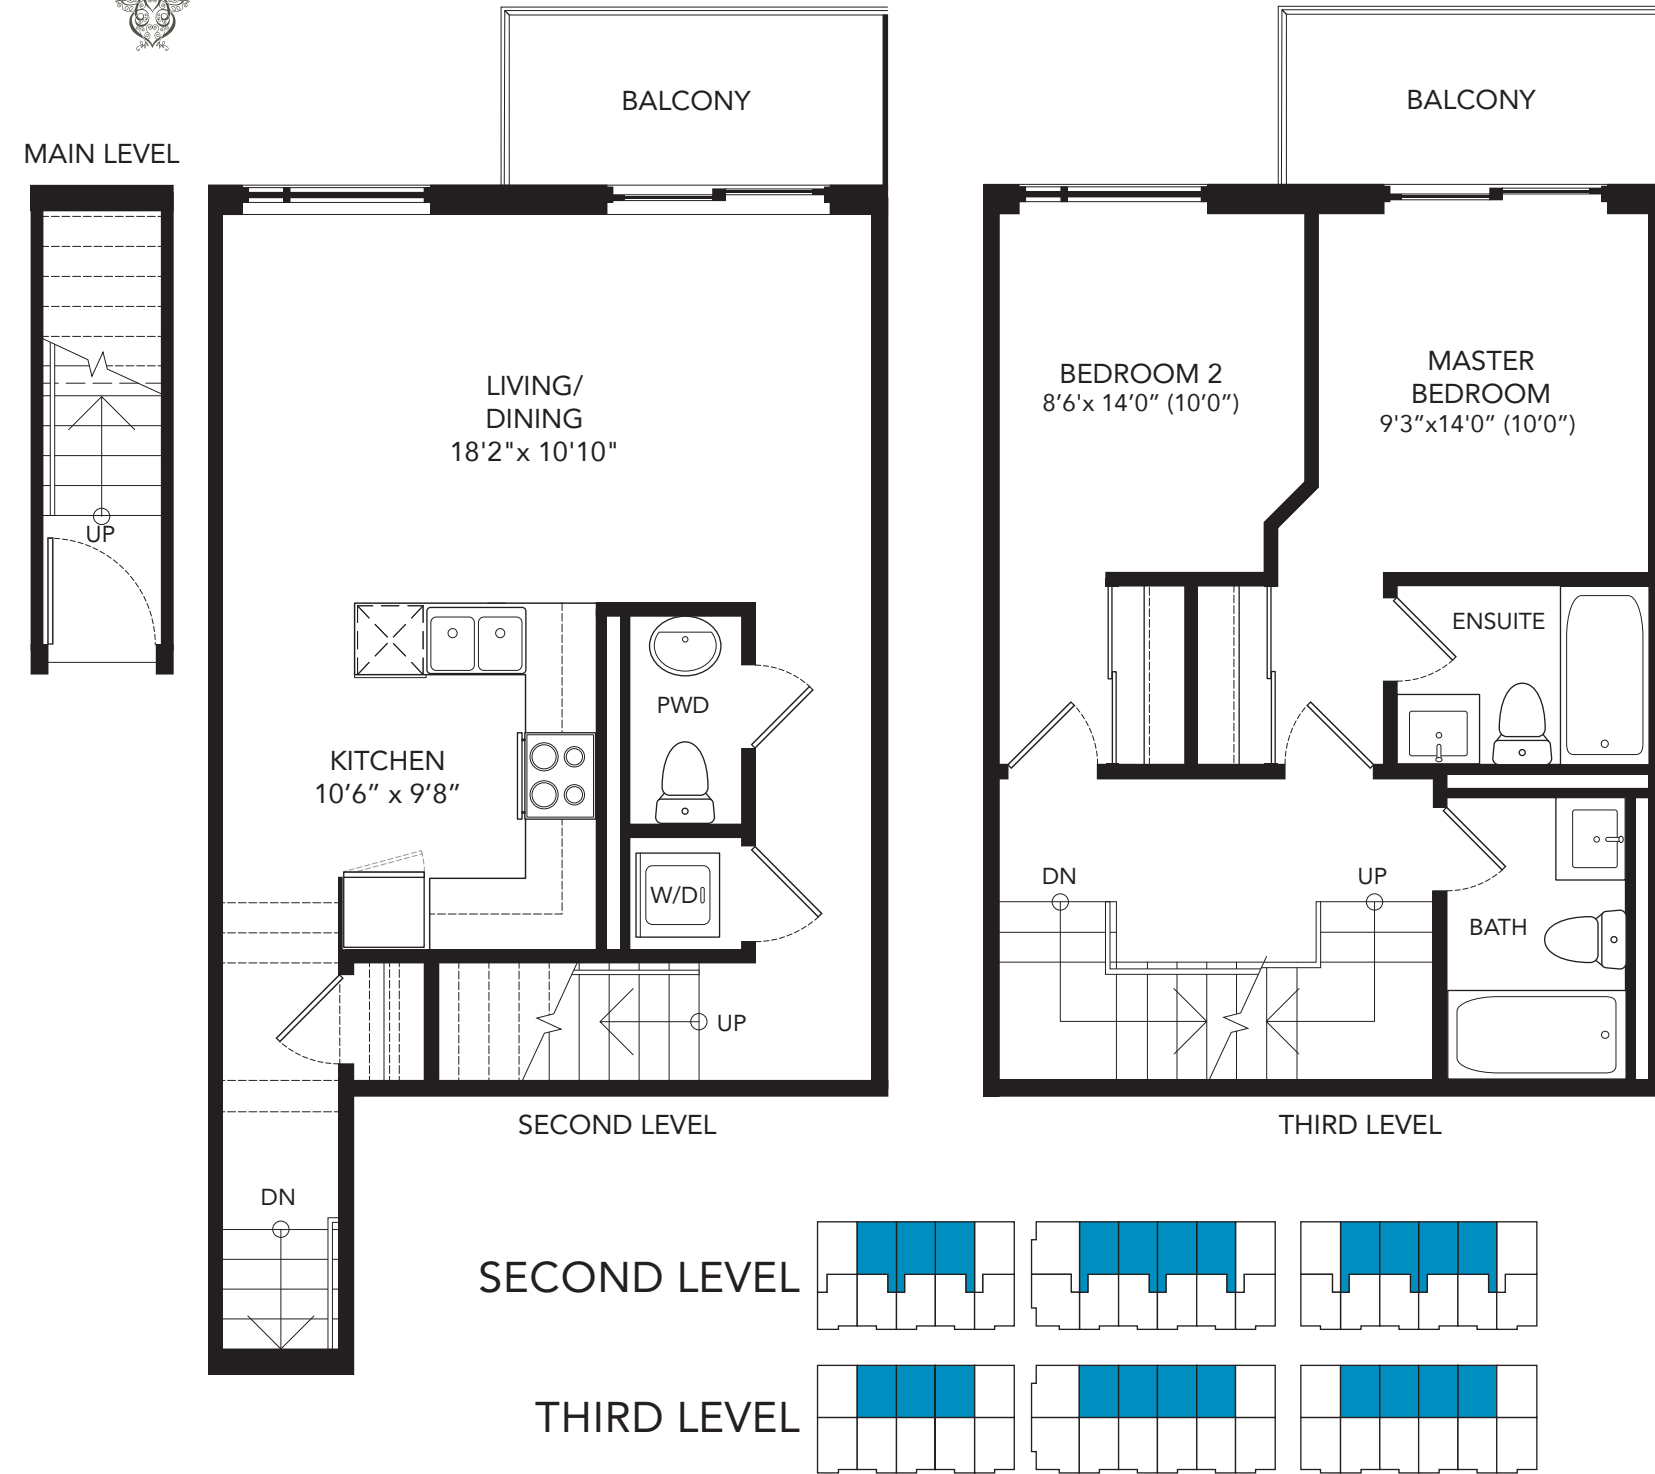 BALCONY
BALCONY
MAIN LEVEL
UP
LIVING/
DINING
18'2"x 10'10"
KITCHEN
10'6" x 9'8"
PWD
W/D
UP
DN
SECOND LEVEL
BEDROOM 2
8'6'x 14'0" (10'0")
MASTER
BEDROOM
9'3"x14'0" (10'0")
ENSUITE
DN
UP
BATH
THIRD LEVEL
SECOND LEVEL
THIRD LEVEL